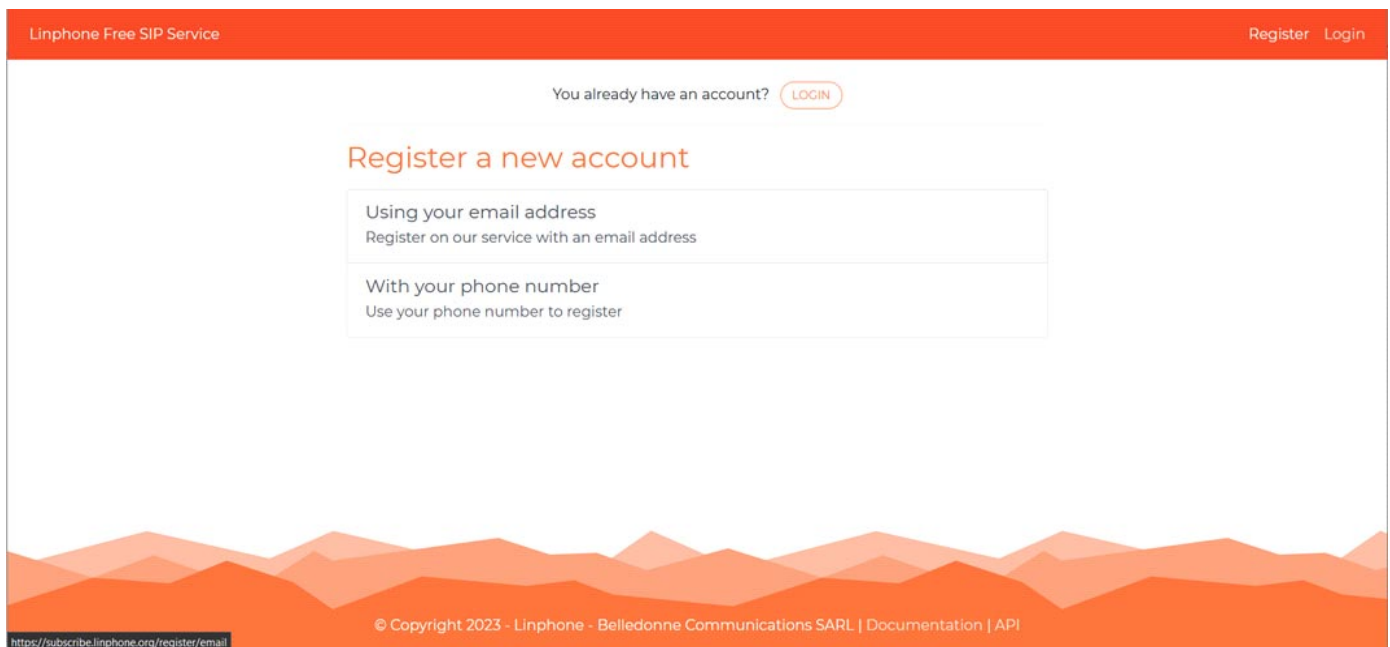 Linphone Free SIP Service Register Login
You already have an account? LOGIN
Register a new account
Using your email address
Register on our service with an email address
With your phone number
Use your phone number to register
© Copyright 2023 - Linphone - Belledonne Communications SARL | Documentation | API
https://subscribe.linphone.org/register/email